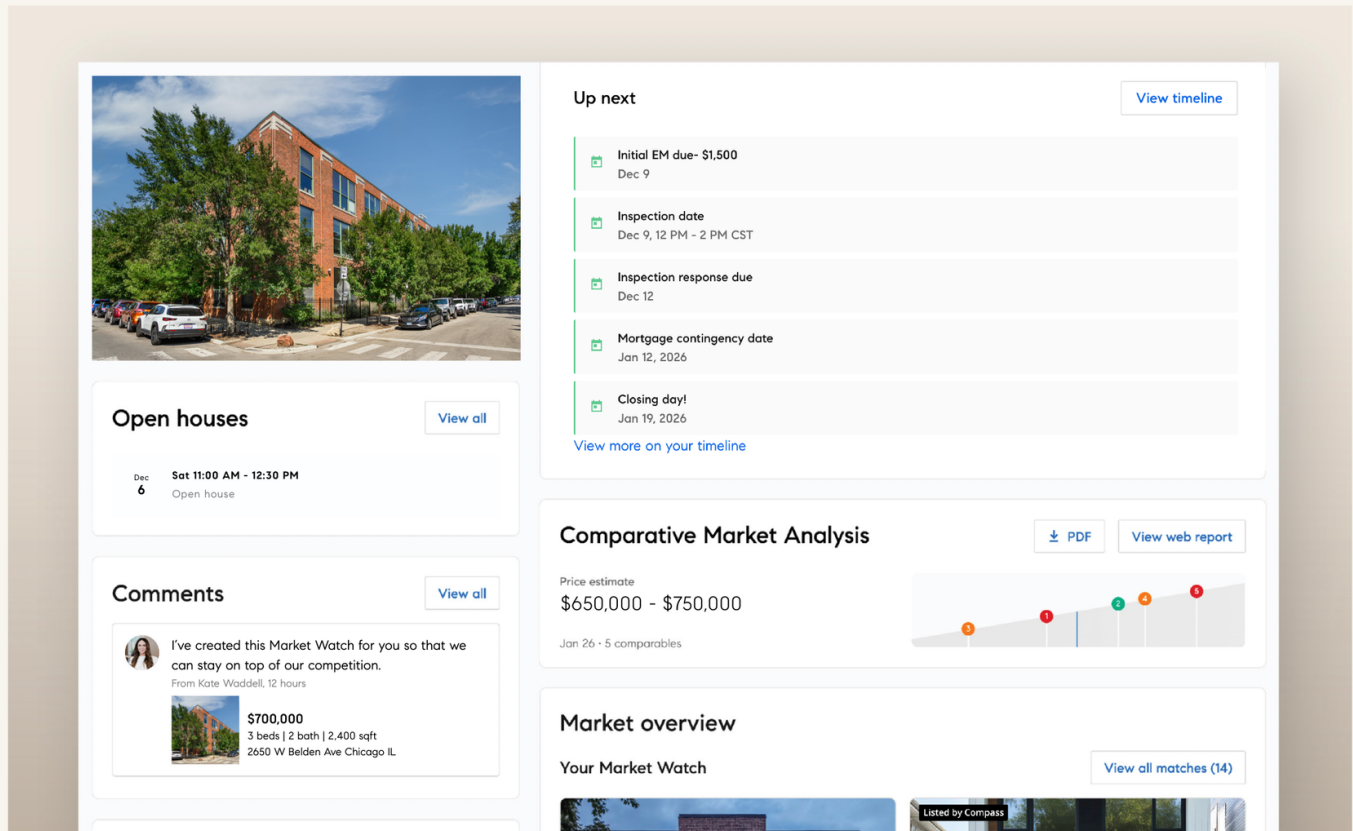 Up next
View timeline
Initial EM due- $1,500
Dec 9
Inspection date
Dec 9, 12 PM - 2 PM CST
Inspection response due
Dec 12
Mortgage contingency date
Jan 12, 2026
Closing day!
Jan 19, 2026
View more on your timeline
Open houses
View all
Dec
6
Sat 11:00 AM - 12:30 PM
Open house
Comments
View all
I've created this Market Watch for you so that we
can stay on top of our competition.
From Kate Waddell, 12 hours
$700,000
3 beds | 2 bath | 2,400 sqft
2650 W Belden Ave Chicago IL
Comparative Market Analysis
PDF
View web report
Price estimate
$650,000 - $750,000
Jan 26 • 5 comparables
3
1
2
4
5
Market overview
Your Market Watch
View all matches (14)
Listed by Compass